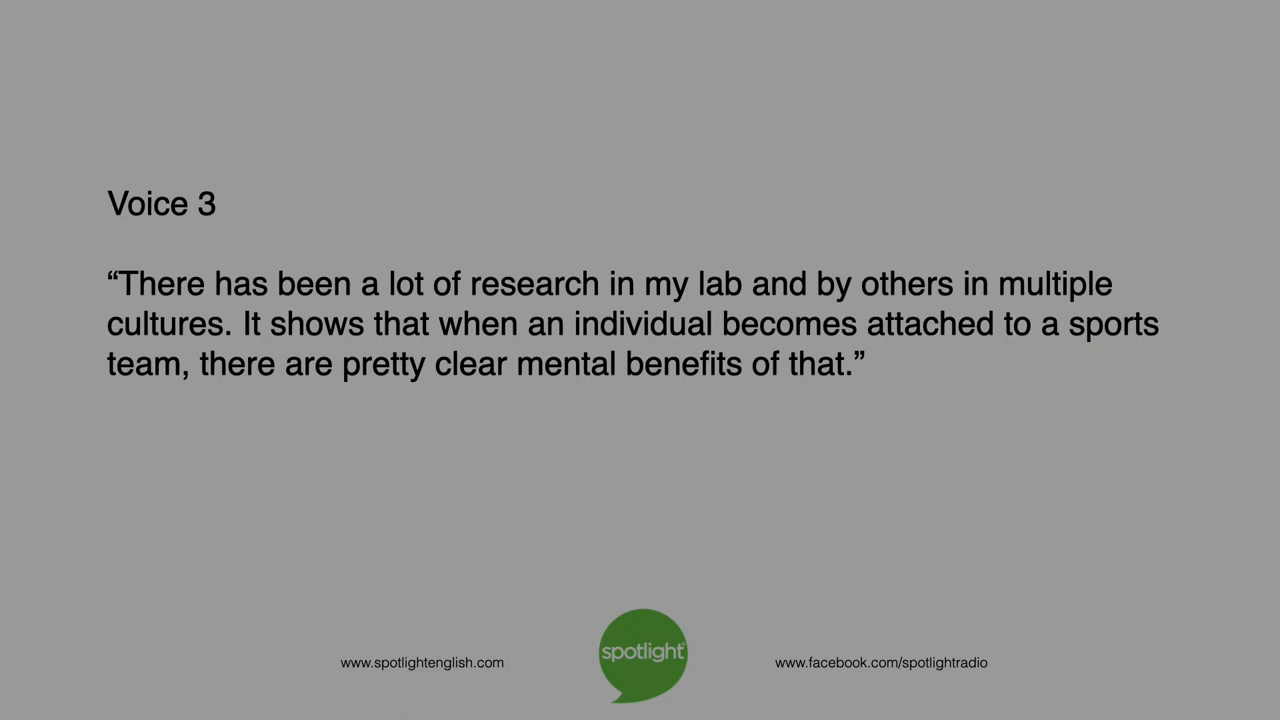 Voice 3
“There has been a lot of research in my lab and by others in multiple
cultures. It shows that when an individual becomes attached to a sports
team, there are pretty clear mental benefits of that.”
www.spotlightenglish.com
spotlight
www.facebook.com/spotlightradio